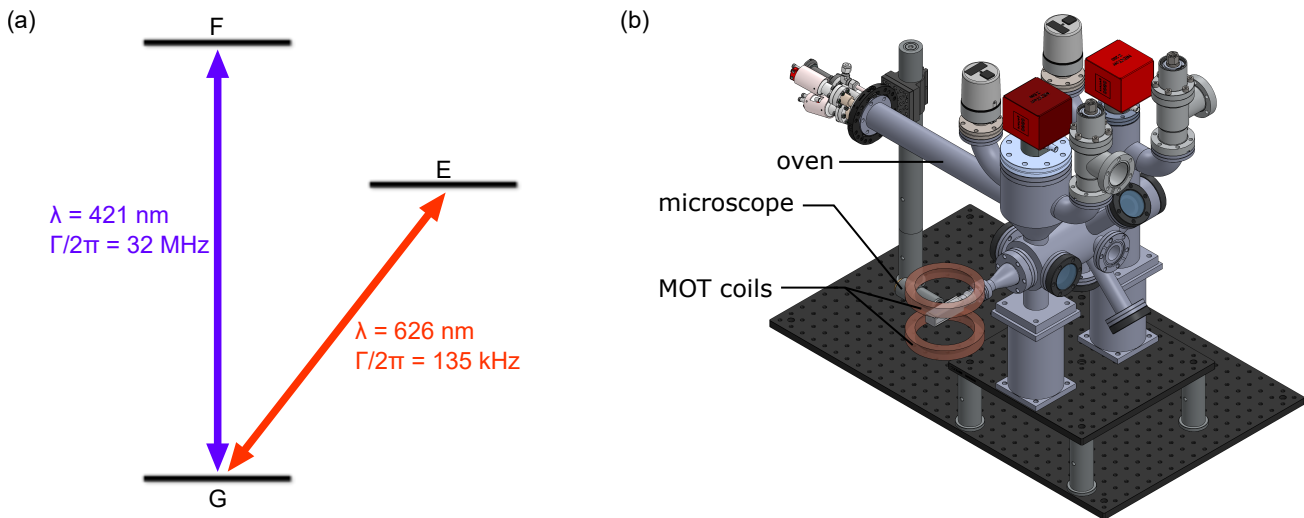 (a)
F
E
λ = 421 nm
Γ/2π = 32 MHz
λ = 626 nm
Γ/2π = 135 kHz
G
(b)
oven
microscope
MOT coils